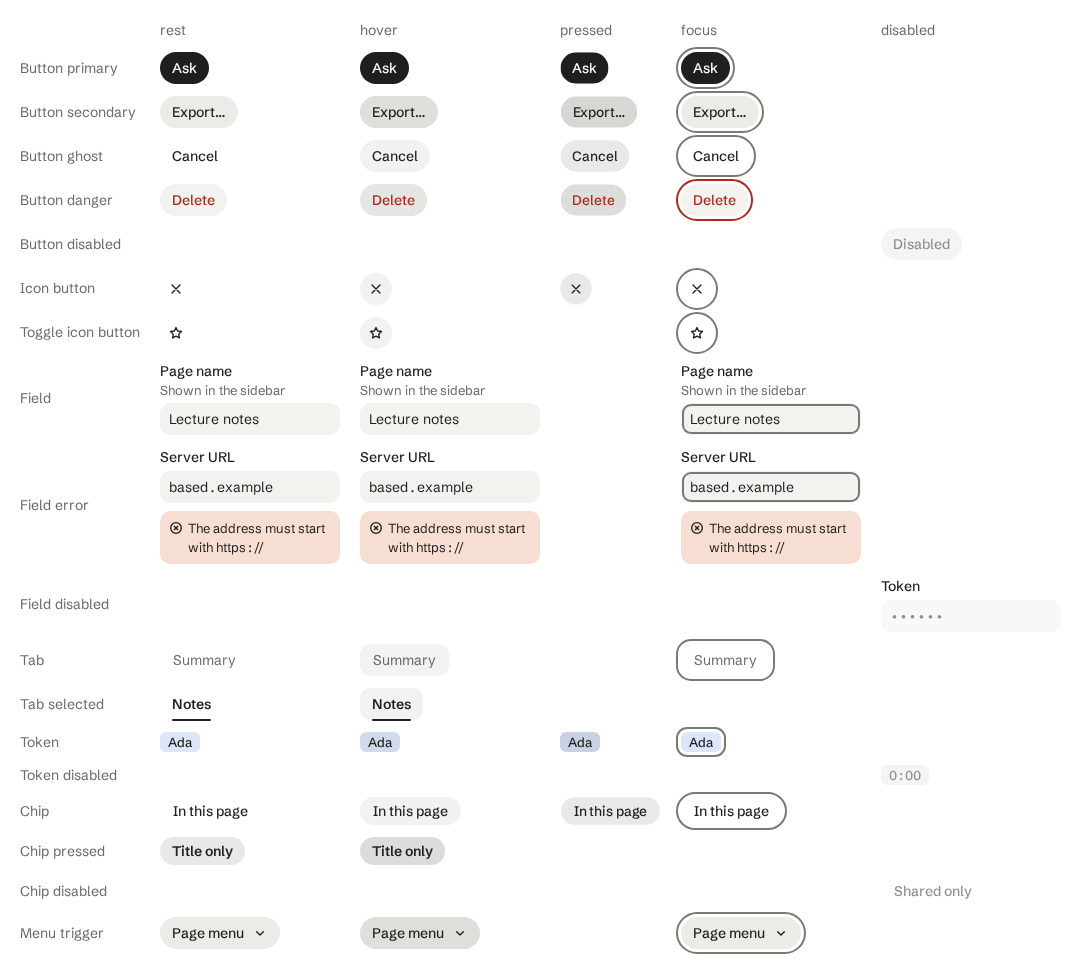 rest hover pressed focus disabled
Button primary Ask Ask Ask Ask
Button secondary Export… Export… Export… Export…
Button ghost Cancel Cancel Cancel Cancel
Button danger Delete Delete Delete Delete
Button disabled Disabled
Icon button
Toggle icon button
Page name Page name Page name
Shown in the sidebar Shown in the sidebar Shown in the sidebar
Field
Lecture notes Lecture notes Lecture notes
Server URL Server URL Server URL
based.example based.example based.example
Field error
The address must start The address must start The address must start
with https:// with https:// with https://
Token
Field disabled
••••••
Tab Summary Summary Summary
Tab selected Notes Notes
Token Ada Ada Ada Ada
Token disabled 0:00
Chip In this page In this page In this page In this page
Chip pressed Title only Title only
Chip disabled Shared only
Menu trigger Page menu Page menu Page menu